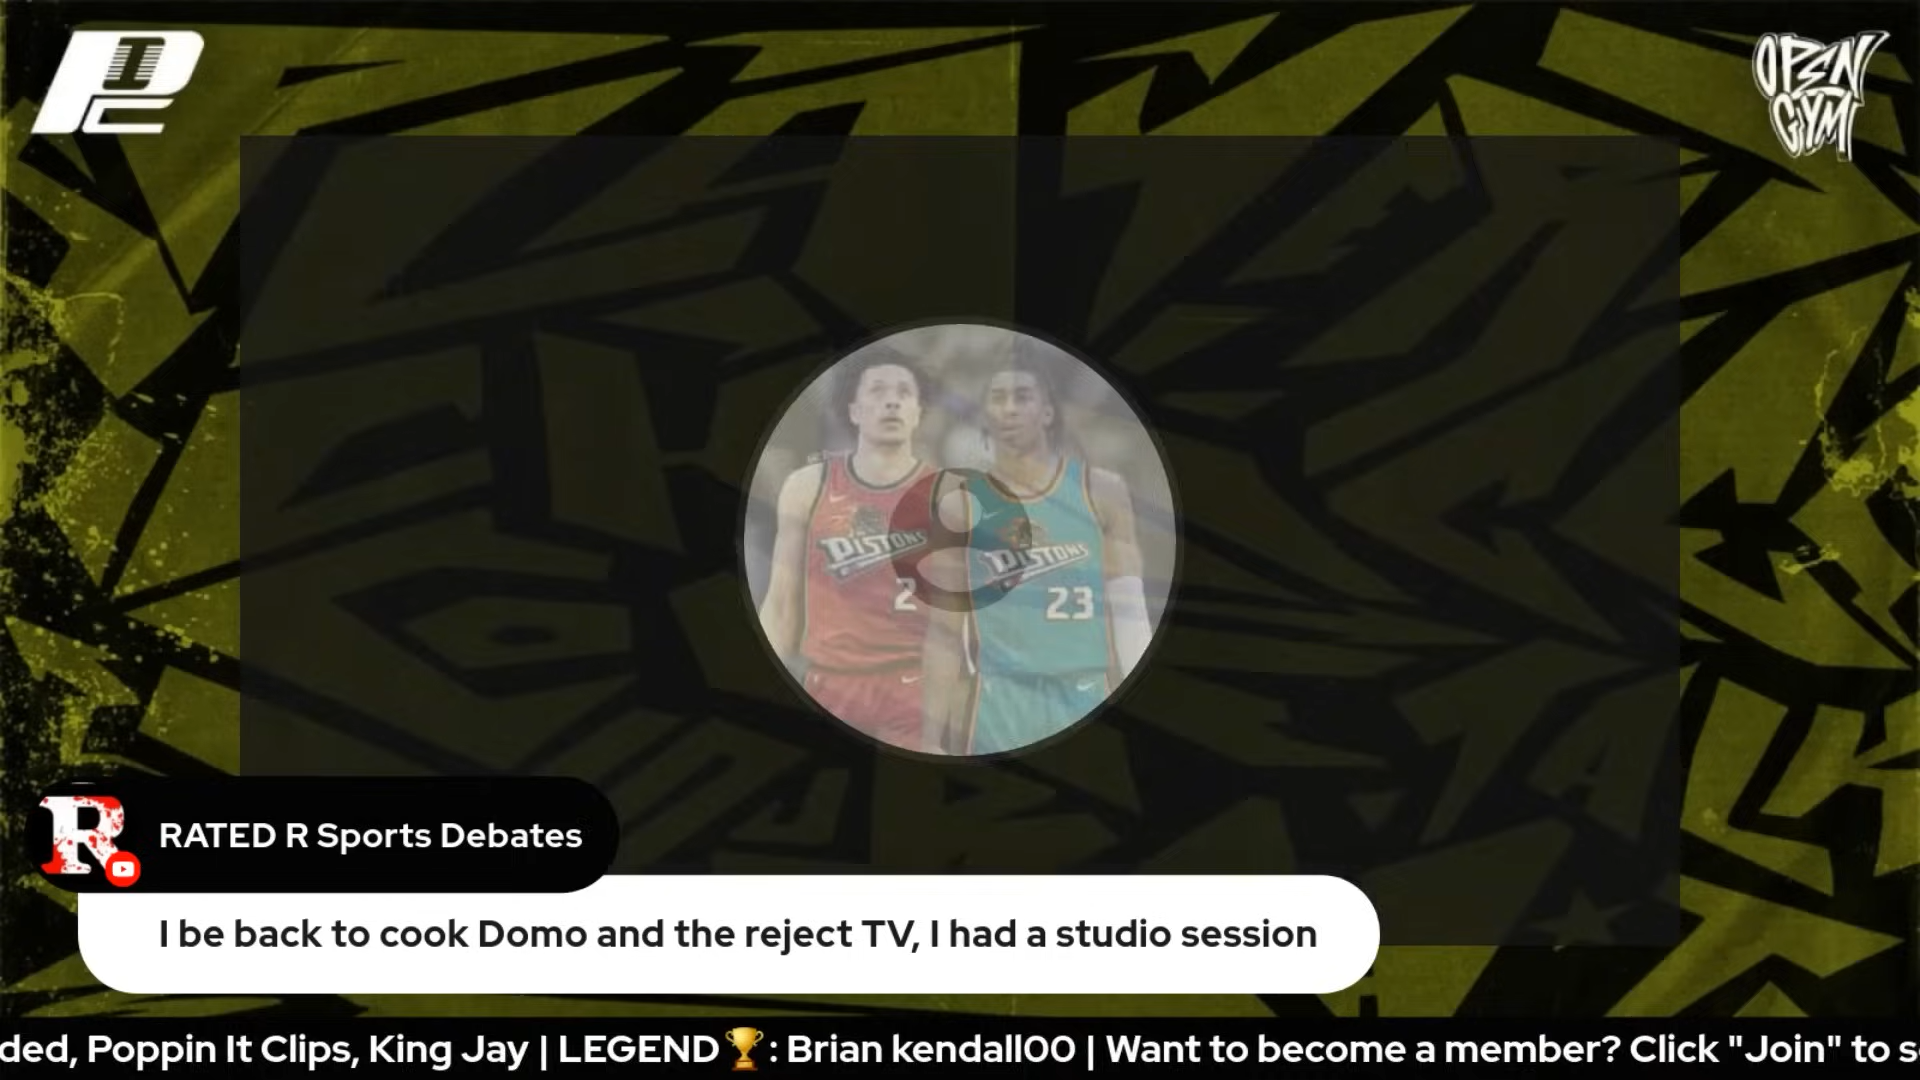 OPEN
GYM
PISTONS
2
PISTONS
23
RATED R Sports Debates
I be back to cook Domo and the reject TV, I had a studio session
ded, Poppin It Clips, King Jay | LEGEND🏆: Brian kendall00 | Want to become a member? Click "Join" to s